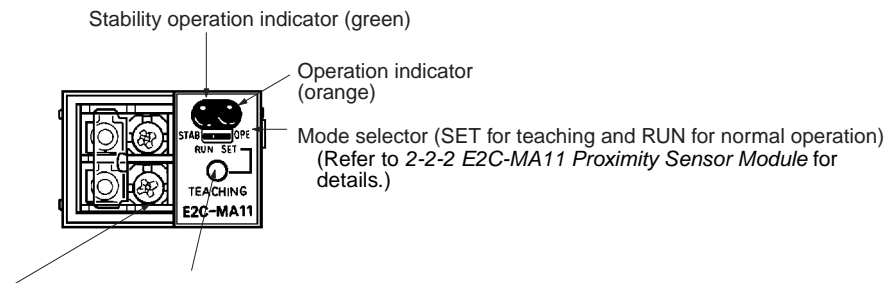 Stability operation indicator (green)
Operation indicator
(orange)
STAB OPE
RUN SET
Mode selector (SET for teaching and RUN for normal operation)
(Refer to 2-2-2 E2C-MA11 Proximity Sensor Module for
details.)
TEACHING
E2C-MA11